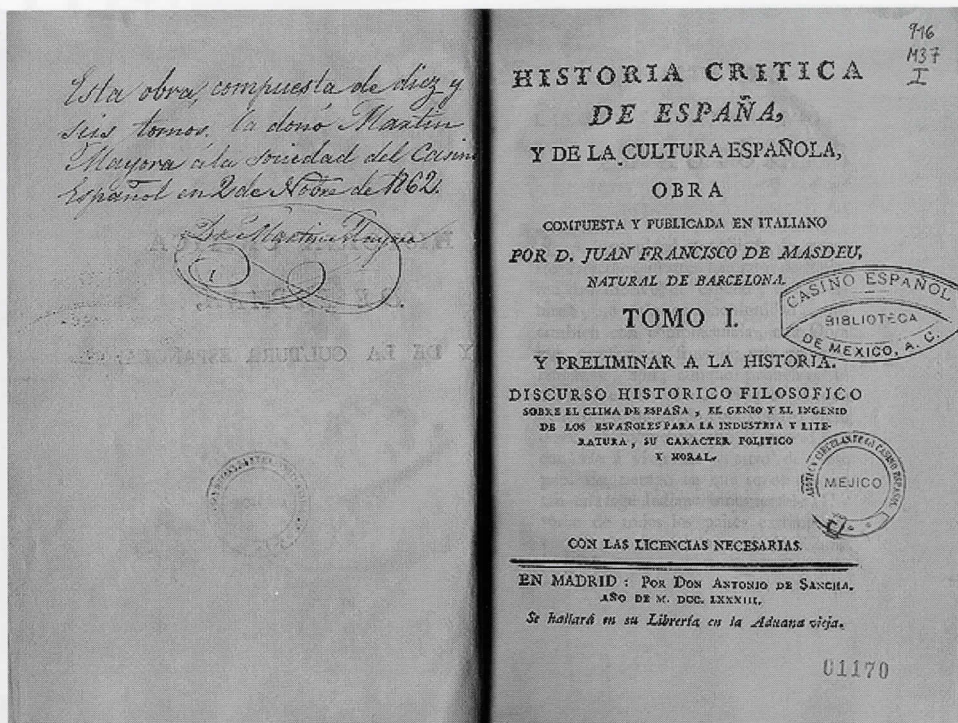 Esta obra, compuesta de diez y
seis tomos, la donó Martin
Mayora á la sociedad del Casino
Español en 2 de Nobre de 1862.
Martin Mayora
916
M37
I
HISTORIA CRITICA
DE ESPAÑA,
Y DE LA CULTURA ESPAÑOLA,
OBRA
COMPUESTA Y PUBLICADA EN ITALIANO
POR D. JUAN FRANCISCO DE MASDEU,
NATURAL DE BARCELONA.
CASINO ESPAÑOL
BIBLIOTECA
DE MEXICO, A. C.
TOMO I.
Y PRELIMINAR A LA HISTORIA.
DISCURSO HISTORICO FILOSOFICO
SOBRE EL CLIMA DE ESPAÑA, EL GENIO Y EL INGENIO
DE LOS ESPAÑOLES PARA LA INDUSTRIA Y LITE-
RATURA, SU CARACTER POLITICO
Y MORAL.
CASINO ESPAÑOL
MEJICO
CON LAS LICENCIAS NECESARIAS.
EN MADRID: POR DON ANTONIO DE SANCHA.
AÑO DE M. DCC. LXXXIII.
Se hallará en su Librería en la Aduana vieja.
01170